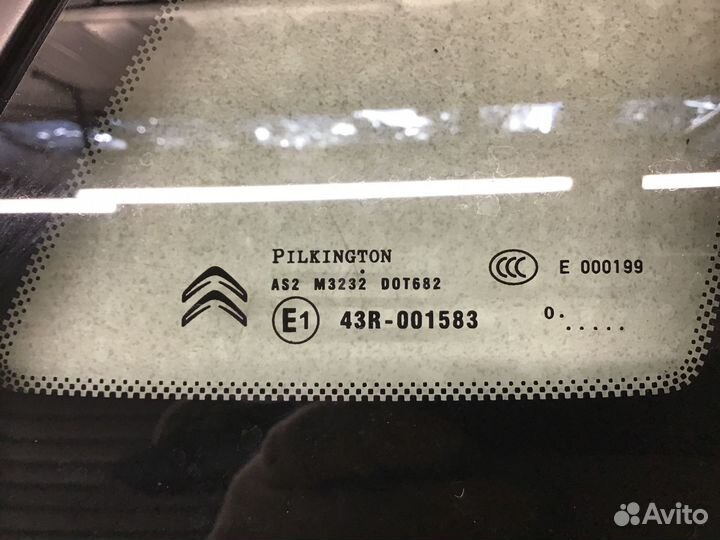 PILKINGTON
AS2 M3232 DOT682
E1 43R-001583
CCC E 000199
0.....
Avito